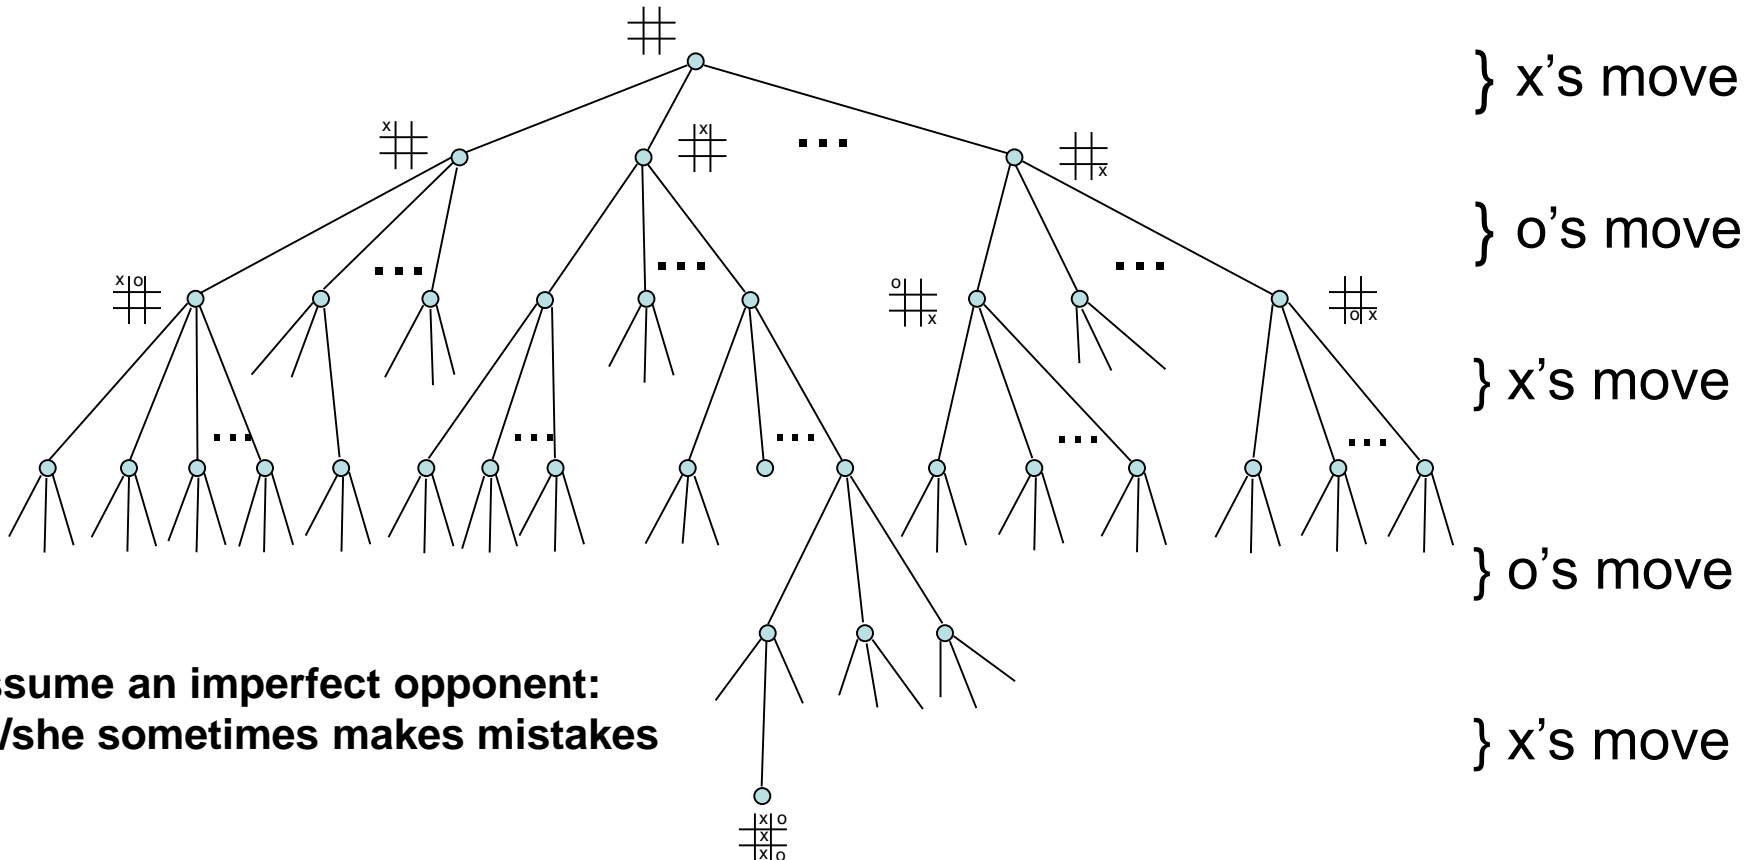 } x's move
x
x
...
x
} o's move
x o
...
...
o
x
...
o x
} x's move
...
...
...
...
...
} o's move
ssume an imperfect opponent:
/she sometimes makes mistakes
} x's move
x o
x
x o